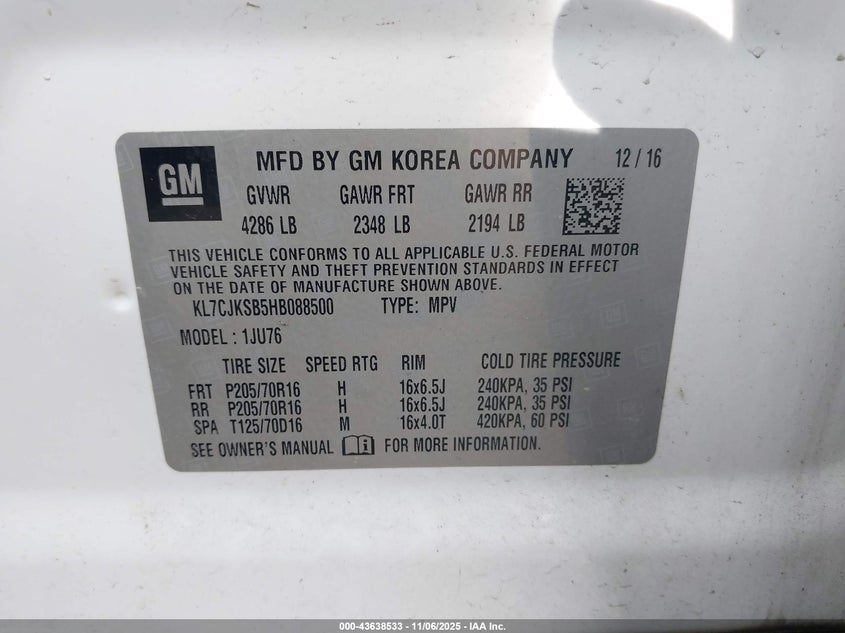 GM
MFD BY GM KOREA COMPANY 12 / 16
GVWR GAWR FRT GAWR RR
4286 LB 2348 LB 2194 LB
THIS VEHICLE CONFORMS TO ALL APPLICABLE U.S. FEDERAL MOTOR
VEHICLE SAFETY AND THEFT PREVENTION STANDARDS IN EFFECT
ON THE DATE OF MANUFACTURE SHOWN ABOVE.
KL7CJKSB5HB088500 TYPE: MPV
MODEL : 1JU76
TIRE SIZE SPEED RTG RIM COLD TIRE PRESSURE
FRT P205/70R16 H 16x6.5J 240KPA, 35 PSI
RR P205/70R16 H 16x6.5J 240KPA, 35 PSI
SPA T125/70D16 M 16x4.0T 420KPA, 60 PSI
SEE OWNER'S MANUAL FOR MORE INFORMATION.
000-43638533 - 11/06/2025 - IAA Inc.